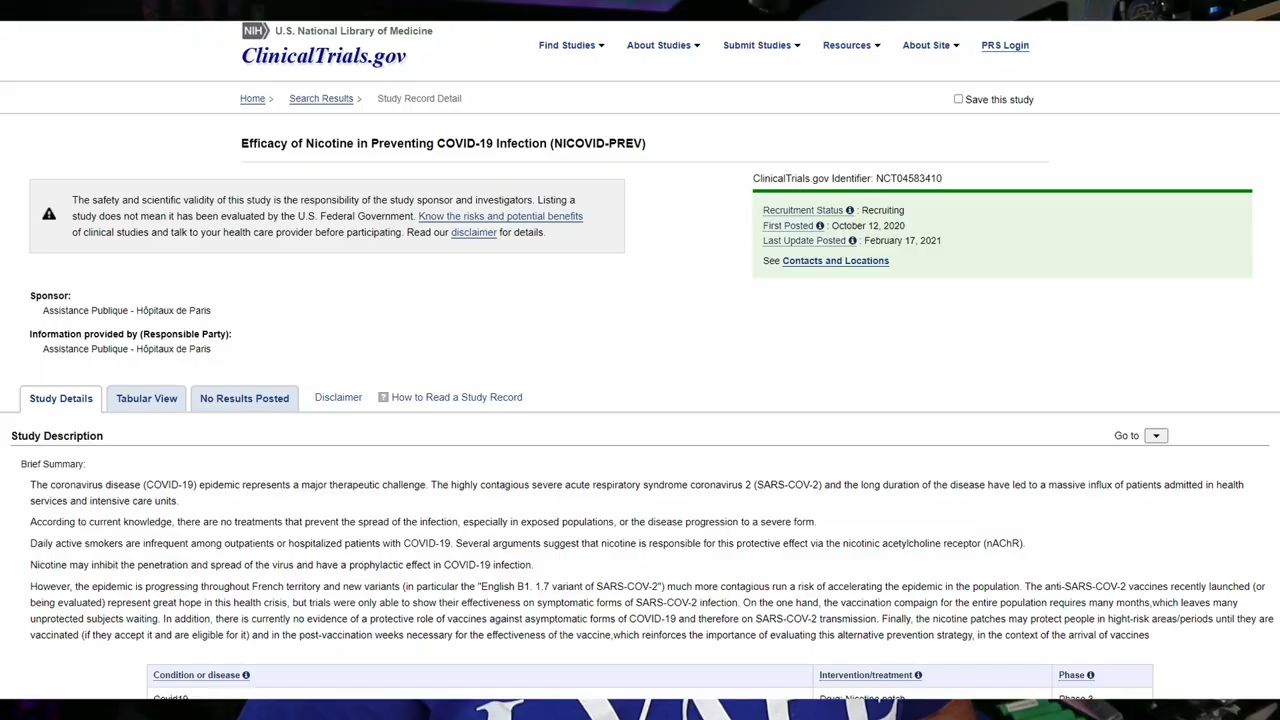 NIH U.S. National Library of Medicine
ClinicalTrials.gov
Find Studies About Studies Submit Studies Resources About Site PRS Login
Home > Search Results > Study Record Detail
Save this study
Efficacy of Nicotine in Preventing COVID-19 Infection (NICOVID-PREV)
The safety and scientific validity of this study is the responsibility of the study sponsor and investigators. Listing a
study does not mean it has been evaluated by the U.S. Federal Government. Know the risks and potential benefits
of clinical studies and talk to your health care provider before participating. Read our disclaimer for details.
ClinicalTrials.gov Identifier: NCT04583410
Recruitment Status : Recruiting
First Posted : October 12, 2020
Last Update Posted : February 17, 2021
See Contacts and Locations
Sponsor:
Assistance Publique - Hôpitaux de Paris
Information provided by (Responsible Party):
Assistance Publique - Hôpitaux de Paris
Study Details Tabular View No Results Posted Disclaimer How to Read a Study Record
Study Description
Go to
Brief Summary:
The coronavirus disease (COVID-19) epidemic represents a major therapeutic challenge. The highly contagious severe acute respiratory syndrome coronavirus 2 (SARS-COV-2) and the long duration of the disease have led to a massive influx of patients admitted in health
services and intensive care units.
According to current knowledge, there are no treatments that prevent the spread of the infection, especially in exposed populations, or the disease progression to a severe form.
Daily active smokers are infrequent among outpatients or hospitalized patients with COVID-19. Several arguments suggest that nicotine is responsible for this protective effect via the nicotinic acetylcholine receptor (nAChR).
Nicotine may inhibit the penetration and spread of the virus and have a prophylactic effect in COVID-19 infection.
However, the epidemic is progressing throughout French territory and new variants (in particular the "English B1. 1.7 variant of SARS-COV-2") much more contagious run a risk of accelerating the epidemic in the population. The anti-SARS-COV-2 vaccines recently launched (or
being evaluated) represent great hope in this health crisis, but trials were only able to show their effectiveness on symptomatic forms of SARS-COV-2 infection. On the one hand, the vaccination campaign for the entire population requires many months,which leaves many
unprotected subjects waiting. In addition, there is currently no evidence of a protective role of vaccines against asymptomatic forms of COVID-19 and therefore on SARS-COV-2 transmission. Finally, the nicotine patches may protect people in hight-risk areas/periods until they are
vaccinated (if they accept it and are eligible for it) and in the post-vaccination weeks necessary for the effectiveness of the vaccine,which reinforces the importance of evaluating this alternative prevention strategy, in the context of the arrival of vaccines
Condition or disease Intervention/treatment Phase
Covid19 Drug: Nicotine patch Phase 3